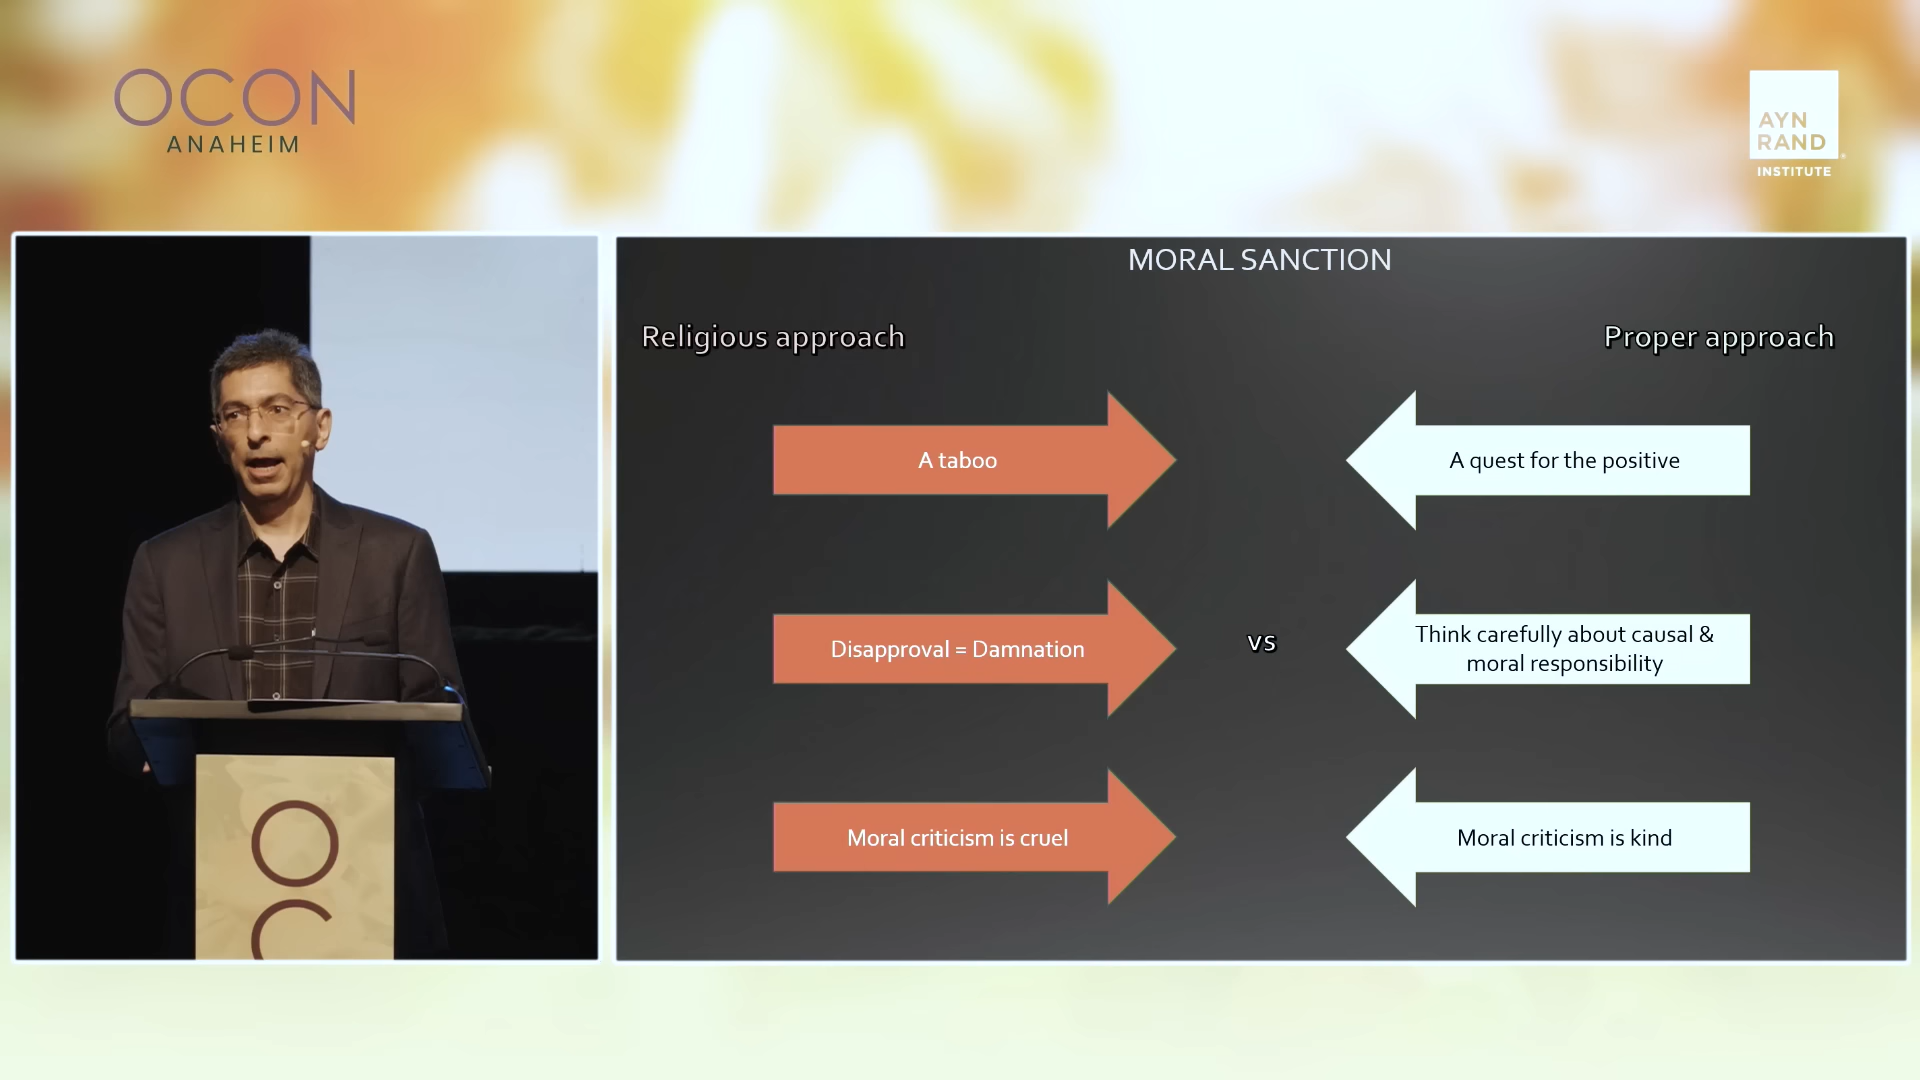 OCON
ANAHEIM
AYN
RAND
INSTITUTE
MORAL SANCTION
Religious approach
Proper approach
A taboo
A quest for the positive
Disapproval = Damnation
vs
Think carefully about causal &
moral responsibility
Moral criticism is cruel
Moral criticism is kind
O
C